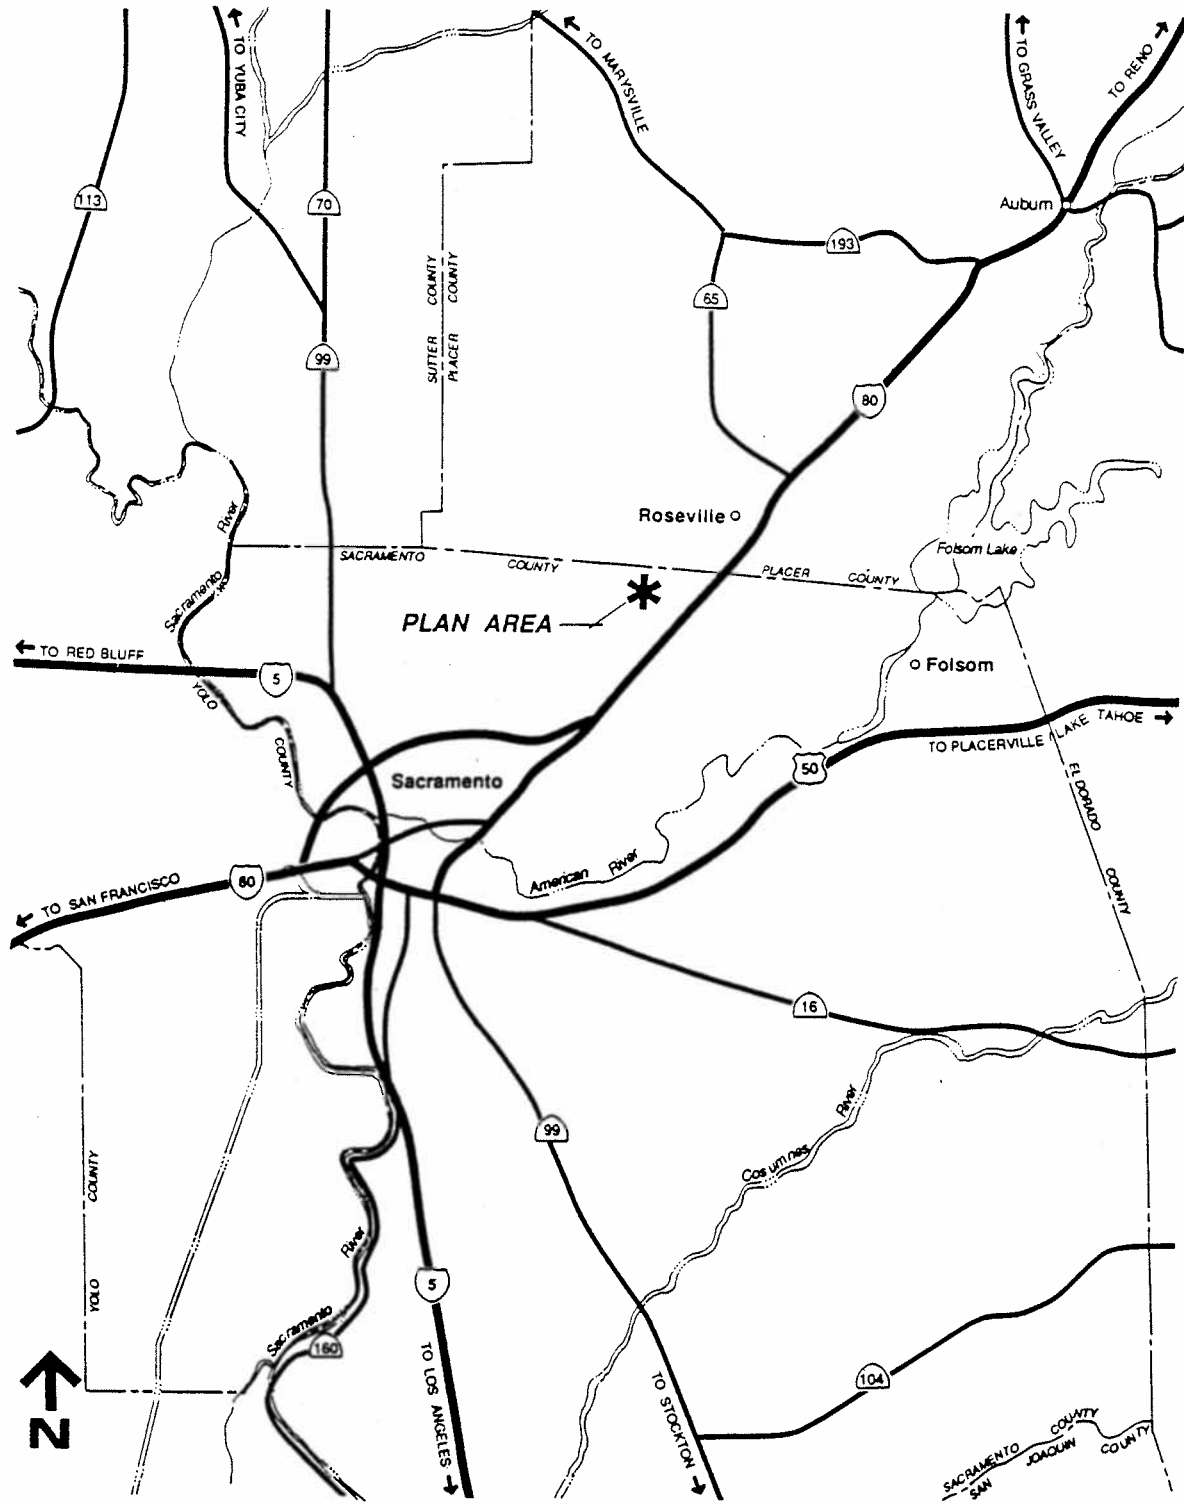 TO YUBA CITY
TO MARYSVILLE
TO GRASS VALLEY
TO RENO
113
70
Auburn
193
SUTTER COUNTY
PLACER COUNTY
65
99
80
River
Roseville
SACRAMENTO COUNTY
PLACER COUNTY
Folsom Lake
Sacramento
PLAN AREA
TO RED BLUFF
5
YOLO COUNTY
Folsom
TO PLACERVILLE / LAKE TAHOE
50
Sacramento
EL DORADO COUNTY
American River
TO SAN FRANCISCO
80
16
99
River
Cosumnes
YOLO COUNTY
River
Sacramento
5
160
TO LOS ANGELES
TO STOCKTON
104
N
SACRAMENTO COUNTY
SAN JOAQUIN COUNTY